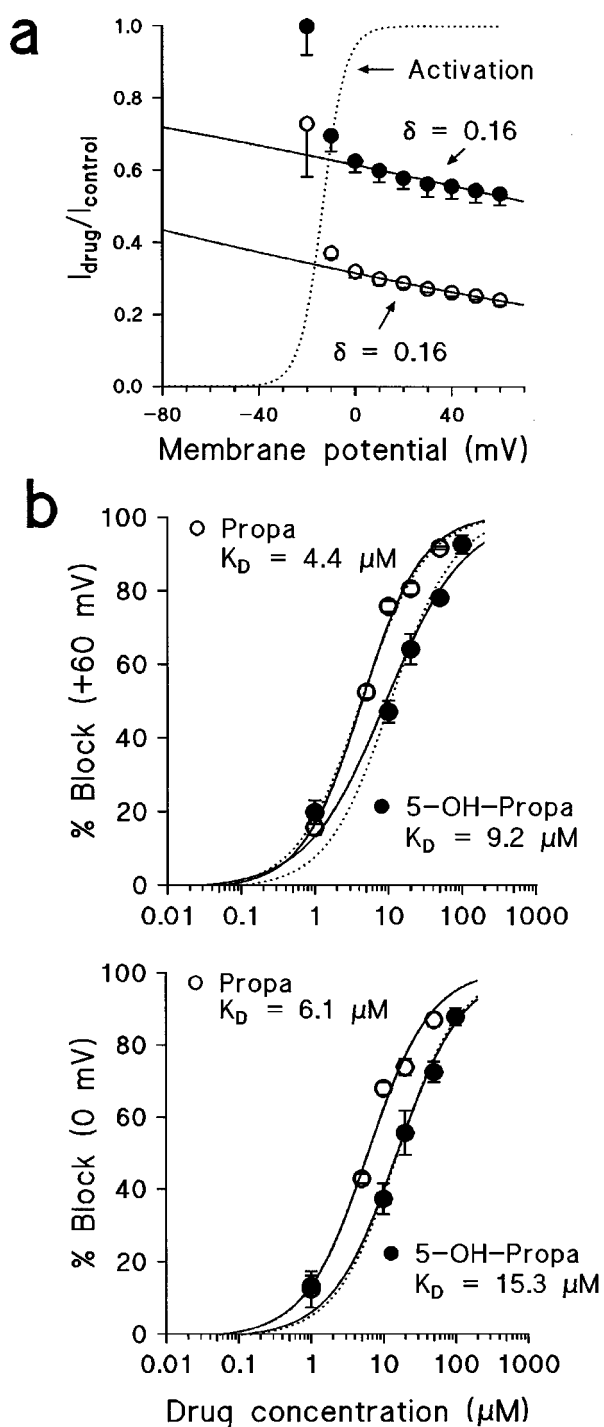 a
1.0
0.8
0.6
0.4
0.2
0.0
Activation
δ = 0.16
δ = 0.16
I drug/I control
-80
-40
0
40
Membrane potential (mV)
b
100
80
60
40
20
0
% Block (+60 mV)
Propa
K_D = 4.4 µM
5-OH-Propa
K_D = 9.2 µM
0.01
0.1
1
10
100
1000
100
80
60
40
20
0
% Block (0 mV)
Propa
K_D = 6.1 µM
5-OH-Propa
K_D = 15.3 µM
0.01
0.1
1
10
100
1000
Drug concentration (µM)